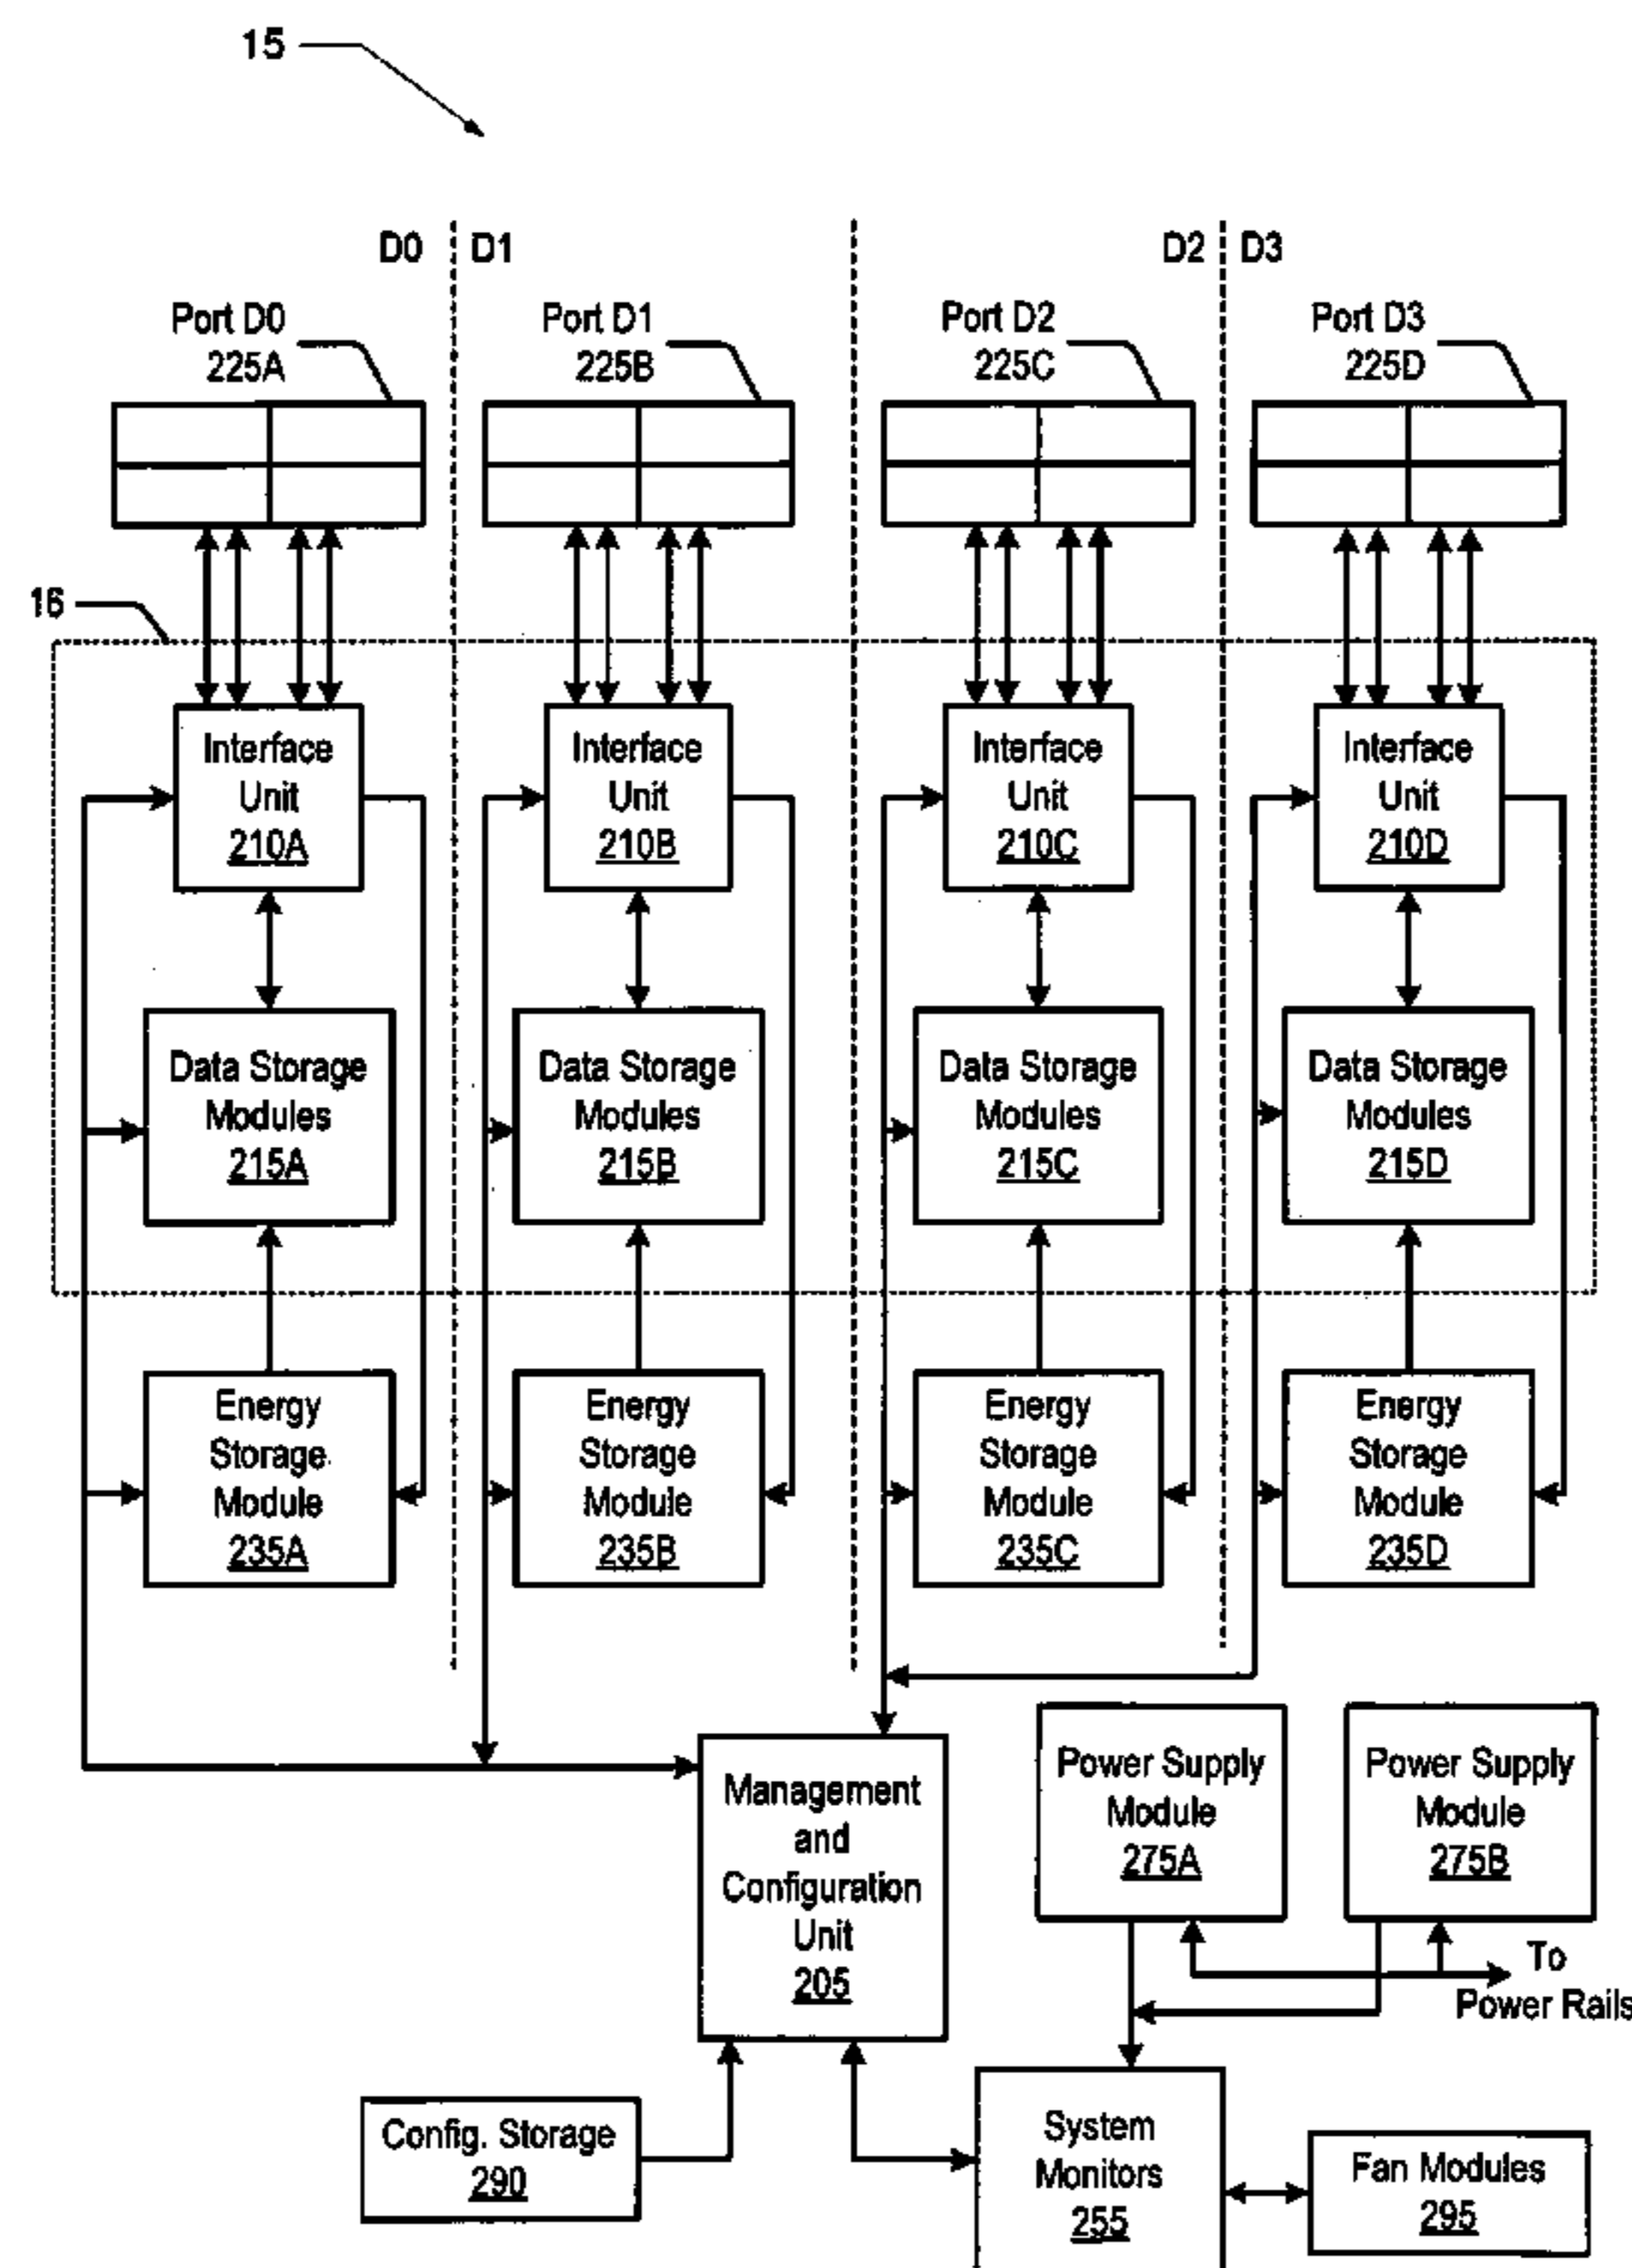 15
D0
D1
D2
D3
Port D0
225A
Port D1
225B
Port D2
225C
Port D3
225D
16
Interface
Unit
210A
Interface
Unit
210B
Interface
Unit
210C
Interface
Unit
210D
Data Storage
Modules
215A
Data Storage
Modules
215B
Data Storage
Modules
215C
Data Storage
Modules
215D
Energy
Storage
Module
235A
Energy
Storage
Module
235B
Energy
Storage
Module
235C
Energy
Storage
Module
235D
Management
and
Configuration
Unit
205
Power Supply
Module
275A
Power Supply
Module
275B
To
Power Rails
Config. Storage
290
System
Monitors
255
Fan Modules
295